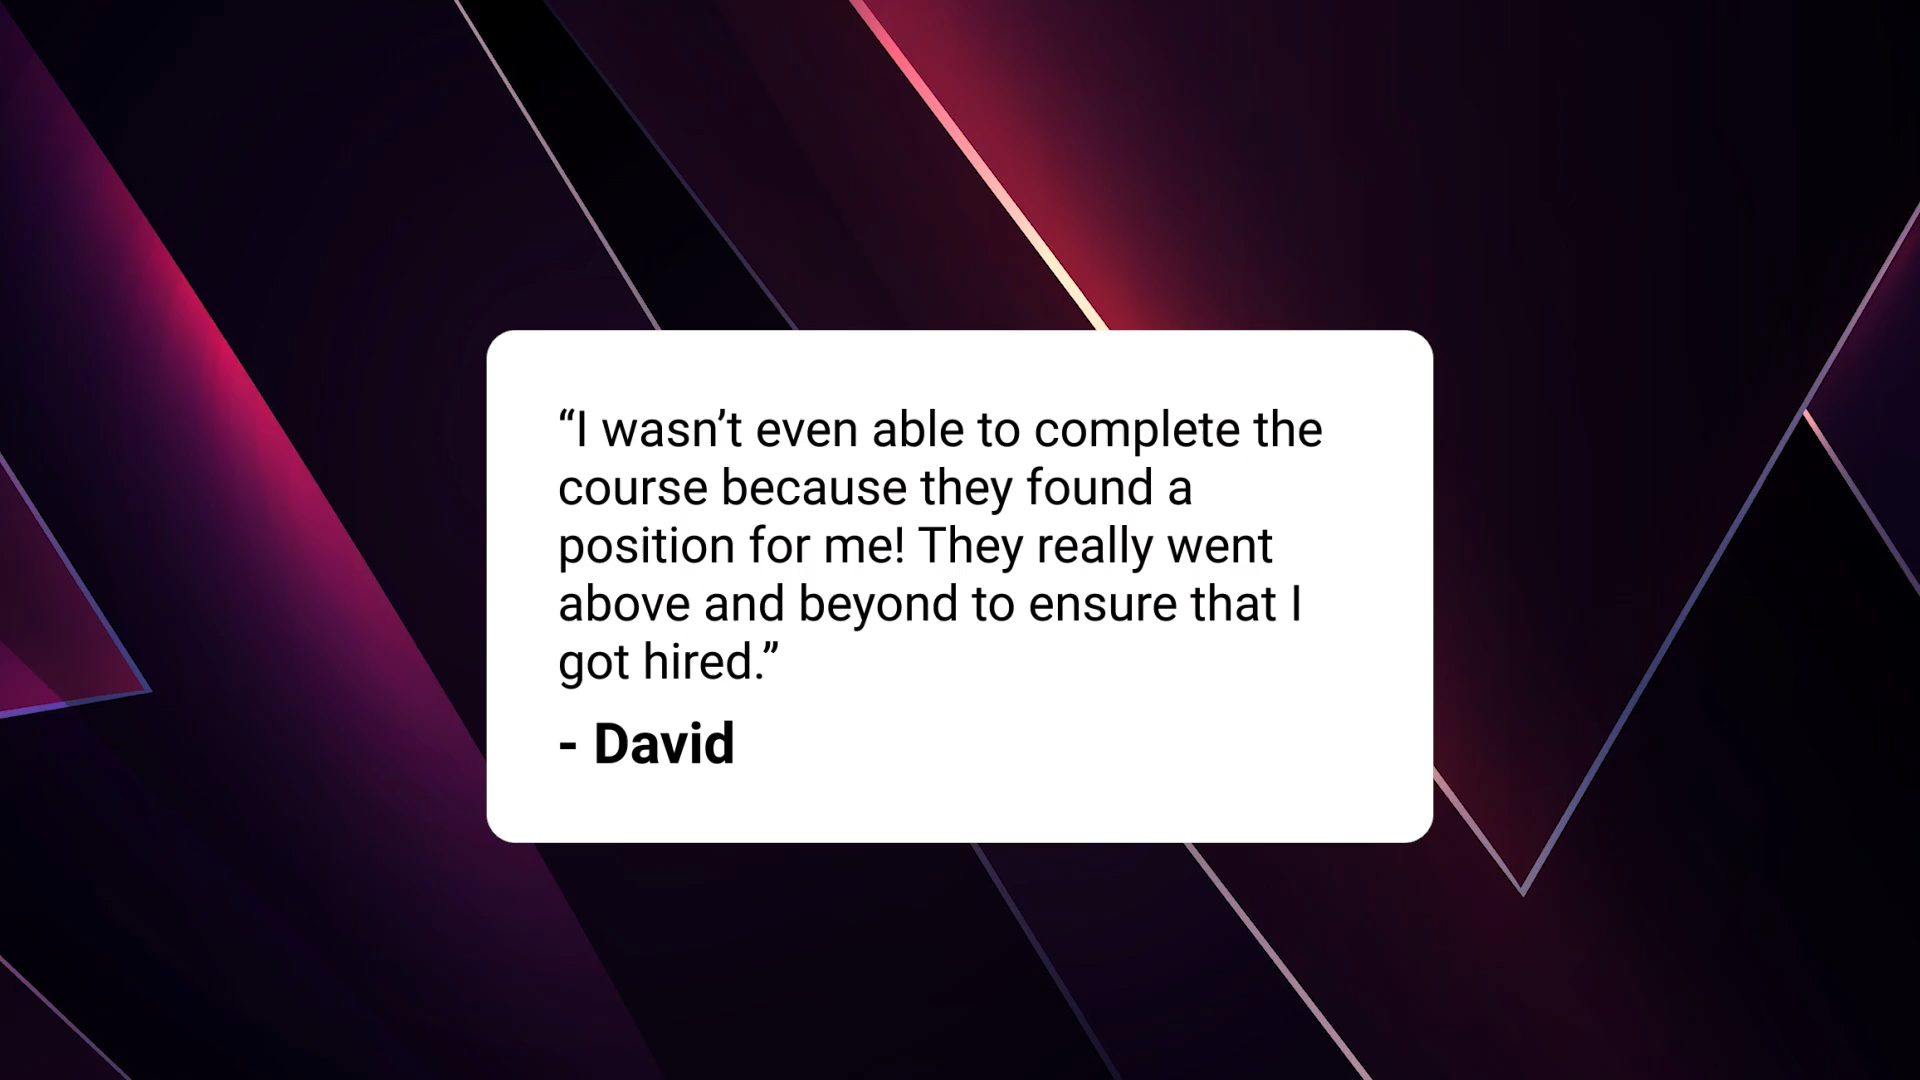 “I wasn’t even able to complete the
course because they found a
position for me! They really went
above and beyond to ensure that I
got hired.”
- David